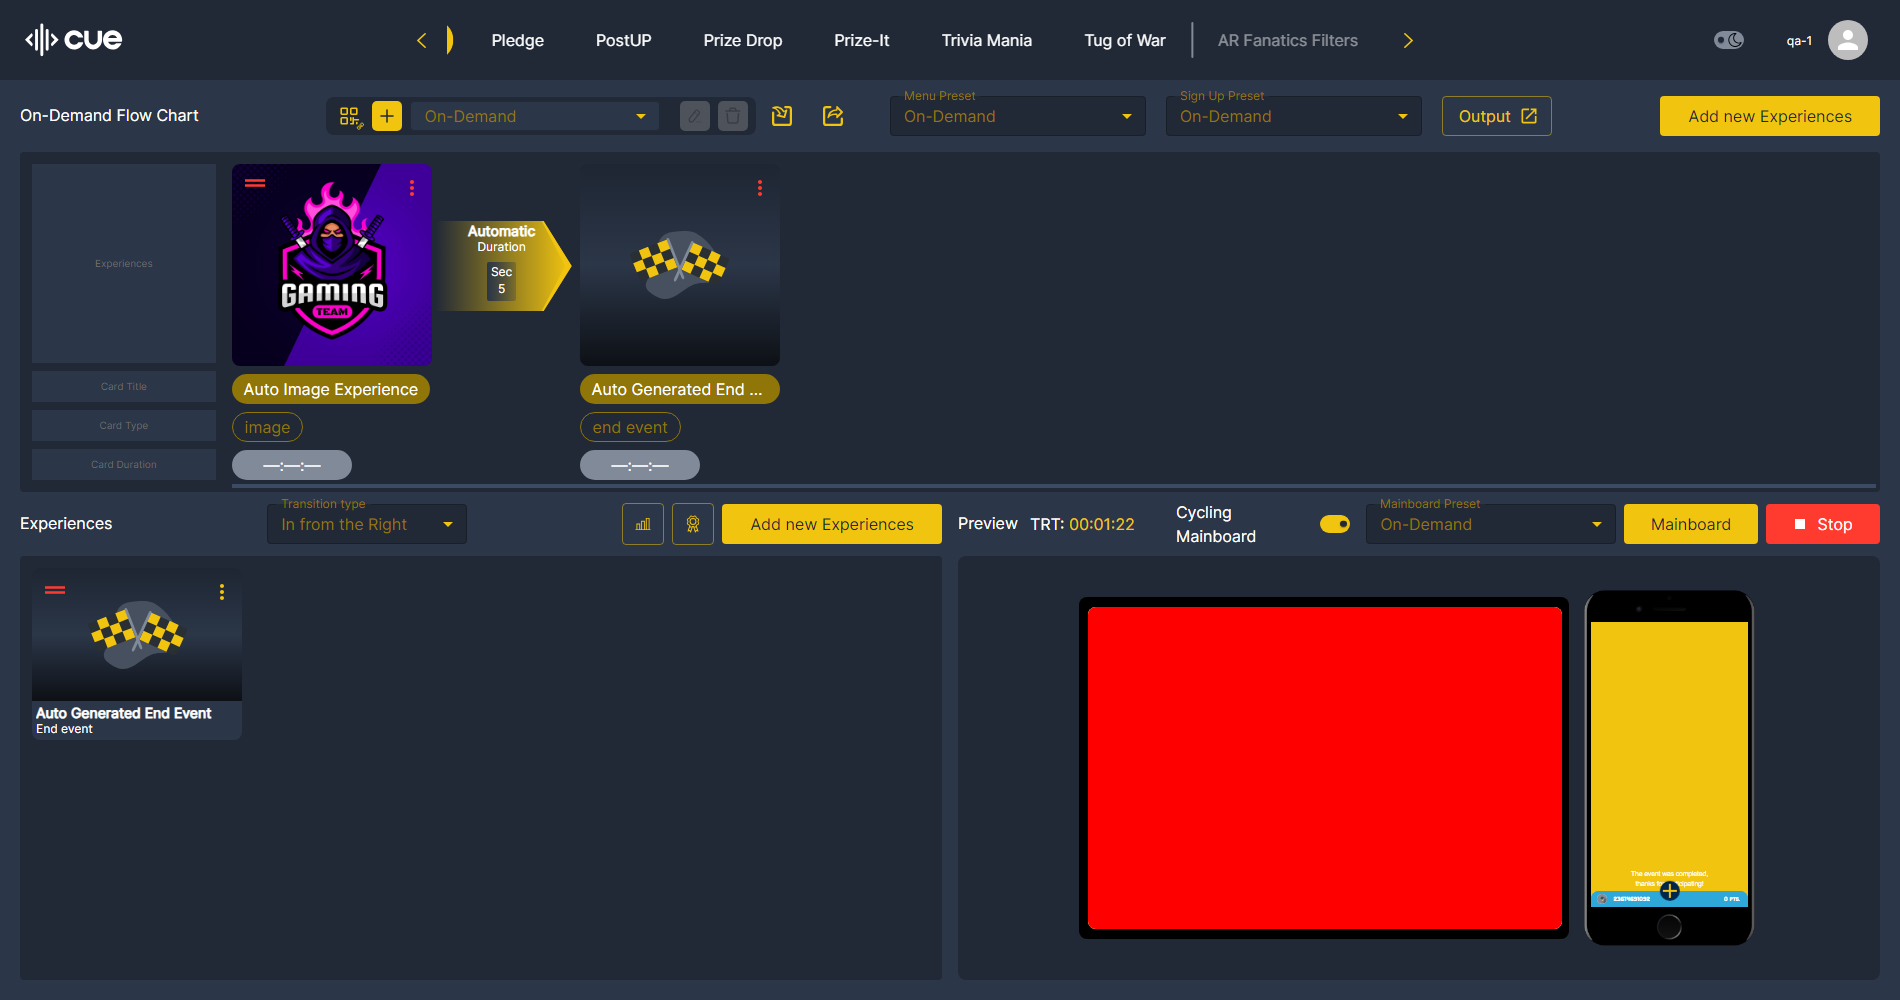 cue
Pledge
PostUP
Prize Drop
Prize-It
Trivia Mania
Tug of War
AR Fanatics Filters
qa-1
On-Demand Flow Chart
On-Demand
Menu Preset
On-Demand
Sign Up Preset
On-Demand
Output
Add new Experiences
Experiences
Card Title
Card Type
Card Duration
GAMING
TEAM
Auto Image Experience
image
—:—:—
Automatic
Duration
Sec
5
Auto Generated End ...
end event
—:—:—
Experiences
Transition type
In from the Right
Add new Experiences
Preview
TRT: 00:01:22
Cycling
Mainboard
Mainboard Preset
On-Demand
Mainboard
Stop
Auto Generated End Event
End event
The event was completed,
0 PTS.